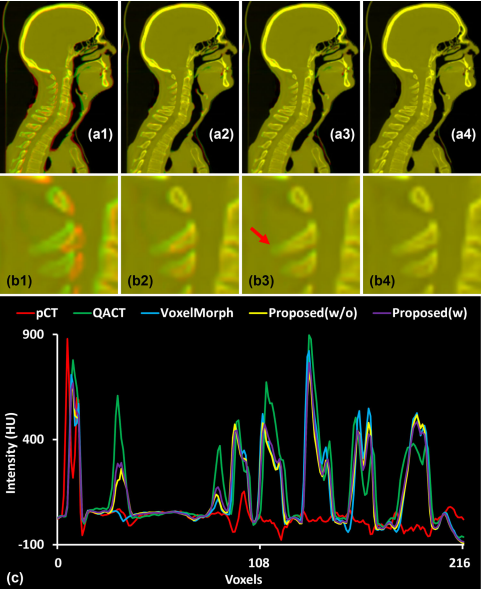 (a1) (a2) (a3) (a4)
(b1) (b2) (b3) (b4)
pCT QACT VoxelMorph Proposed(w/o) Proposed(w)
900
400
-100
Intensity (HU)
0 108 216
Voxels
(c)